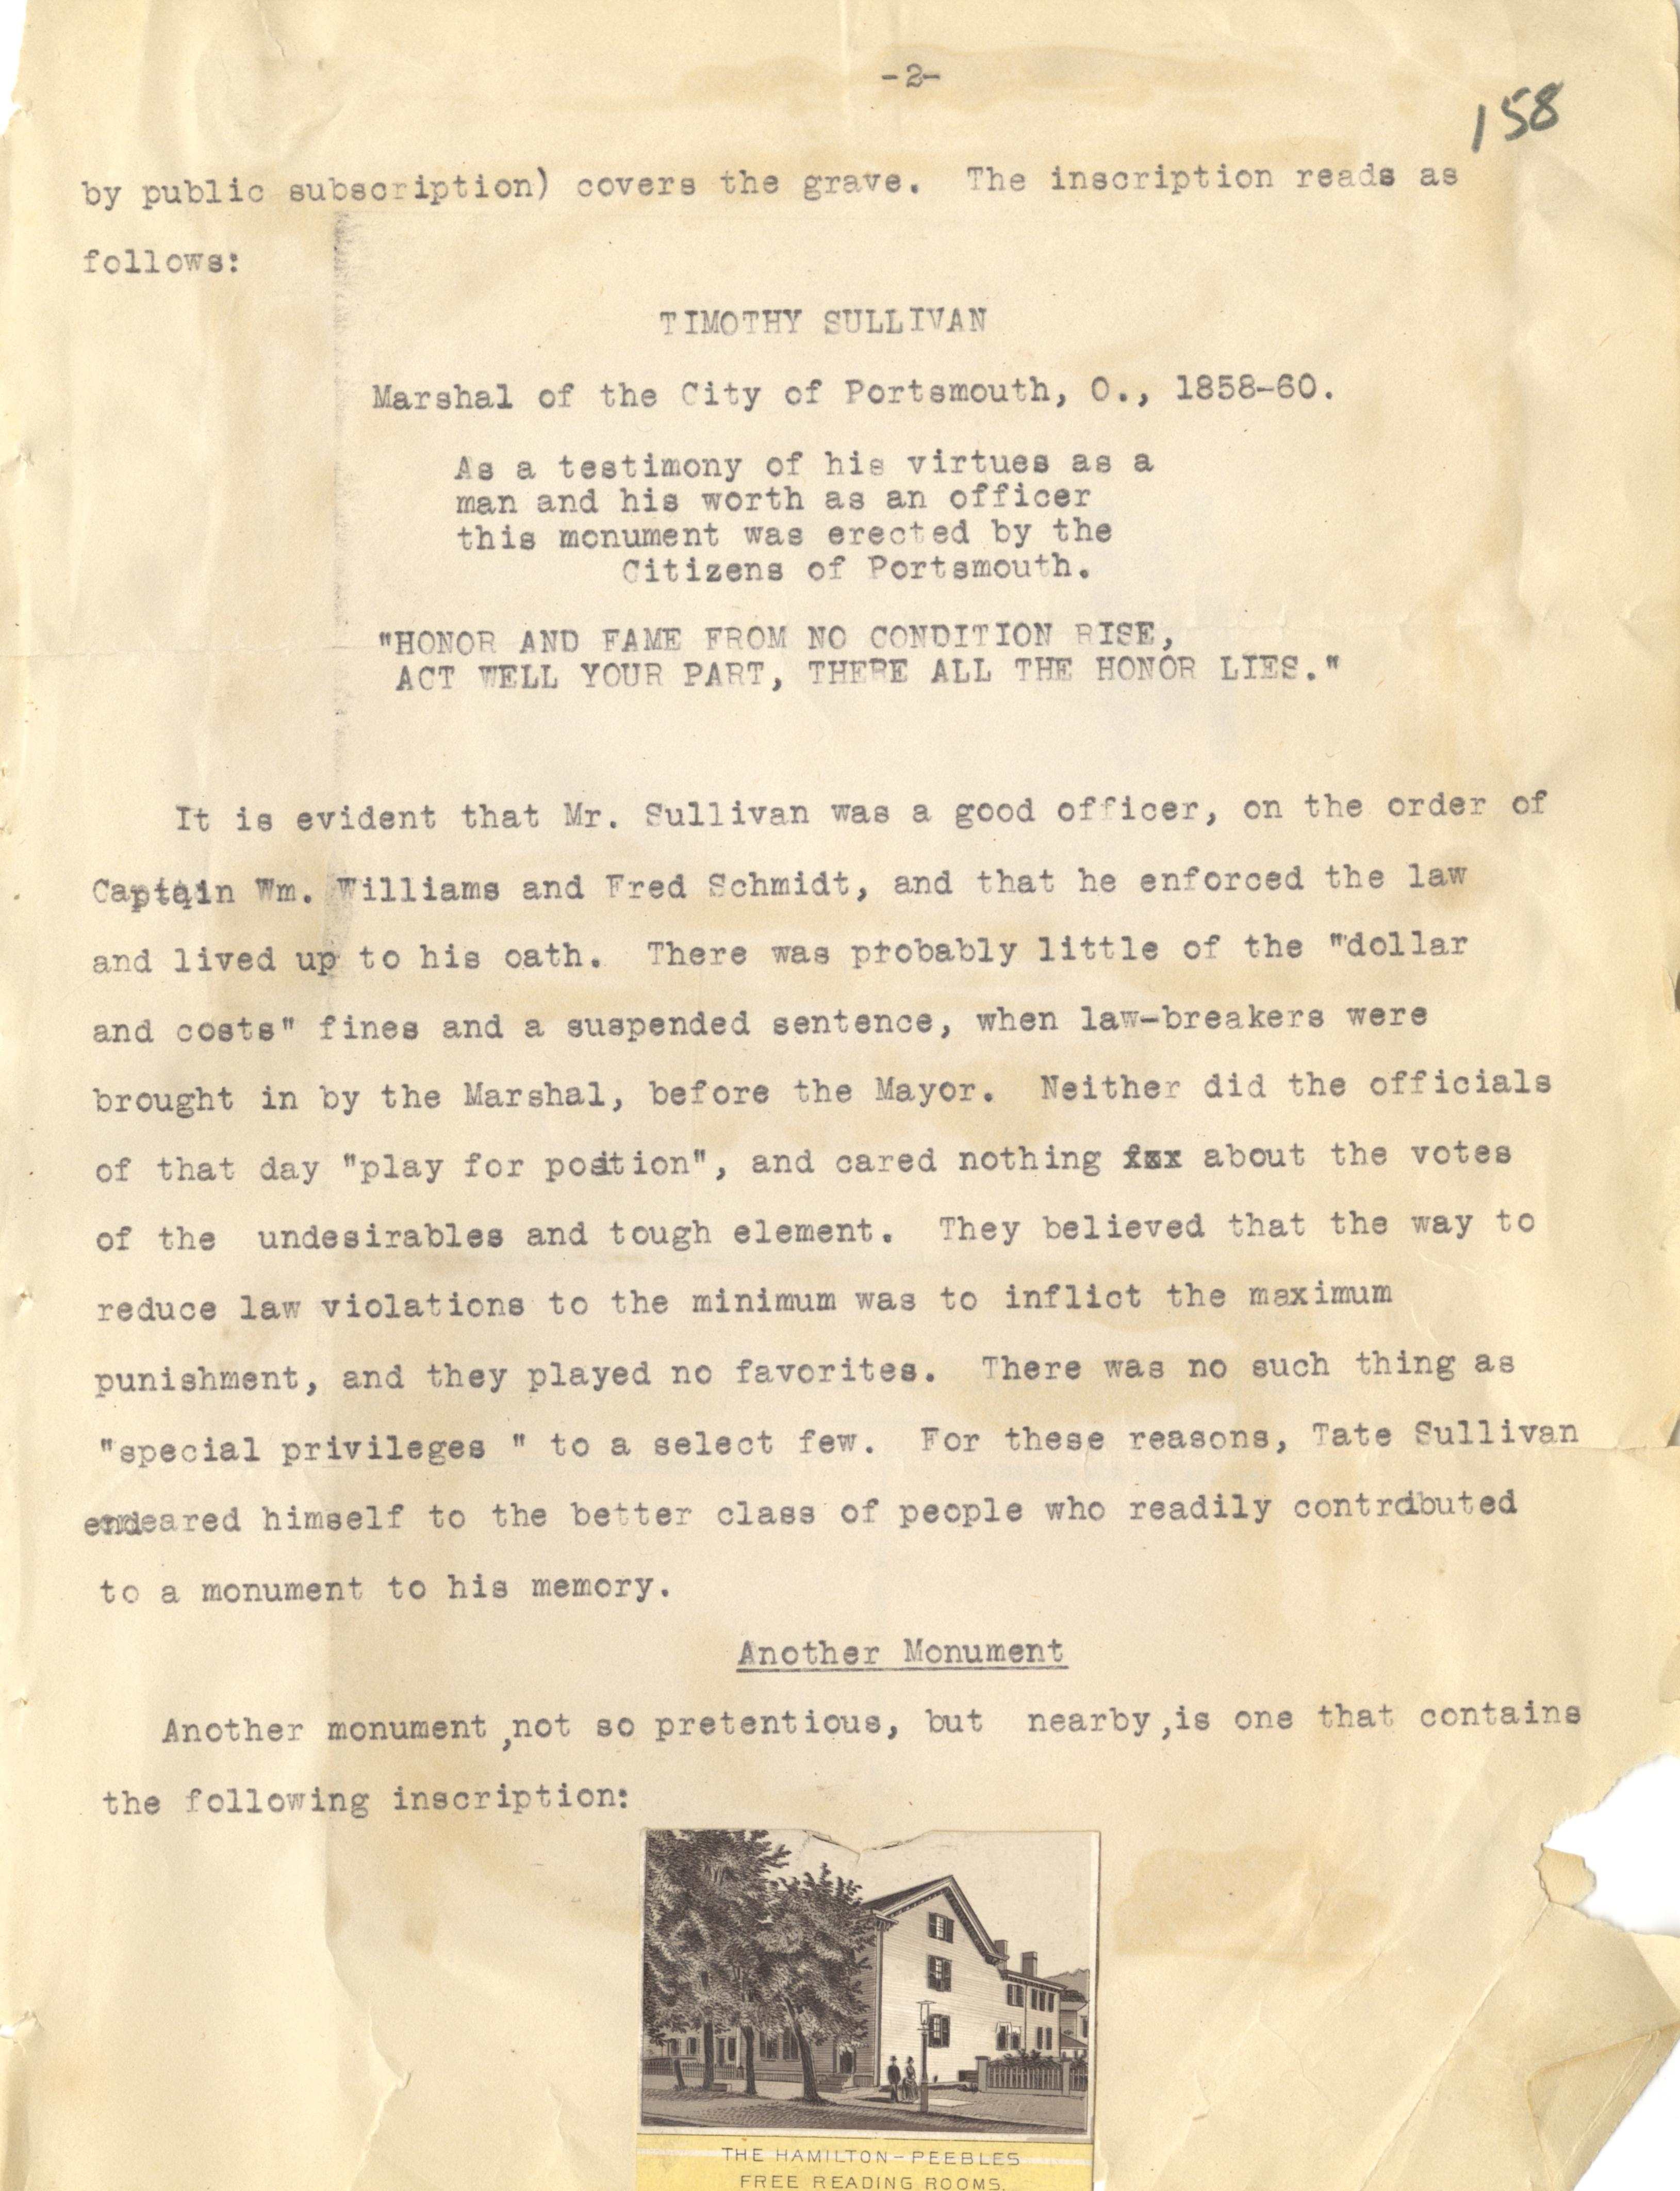 -2-
158
by public subscription) covers the grave. The inscription reads as
follows:
TIMOTHY SULLIVAN
Marshal of the City of Portsmouth, O., 1858-60.
As a testimony of his virtues as a
man and his worth as an officer
this monument was erected by the
Citizens of Portsmouth.
"HONOR AND FAME FROM NO CONDITION RISE,
ACT WELL YOUR PART, THERE ALL THE HONOR LIES."
It is evident that Mr. Sullivan was a good officer, on the order of
Captain Wm. Williams and Fred Schmidt, and that he enforced the law
and lived up to his oath. There was probably little of the "dollar
and costs" fines and a suspended sentence, when law-breakers were
brought in by the Marshal, before the Mayor. Neither did the officials
of that day "play for position", and cared nothing about the votes
of the undesirables and tough element. They believed that the way to
reduce law violations to the minimum was to inflict the maximum
punishment, and they played no favorites. There was no such thing as
"special privileges " to a select few. For these reasons, Tate Sullivan
endeared himself to the better class of people who readily contributed
to a monument to his memory.
Another Monument
Another monument ,not so pretentious, but nearby ,is one that contains
the following inscription:
THE HAMILTON-PEEBLES
FREE READING ROOMS.